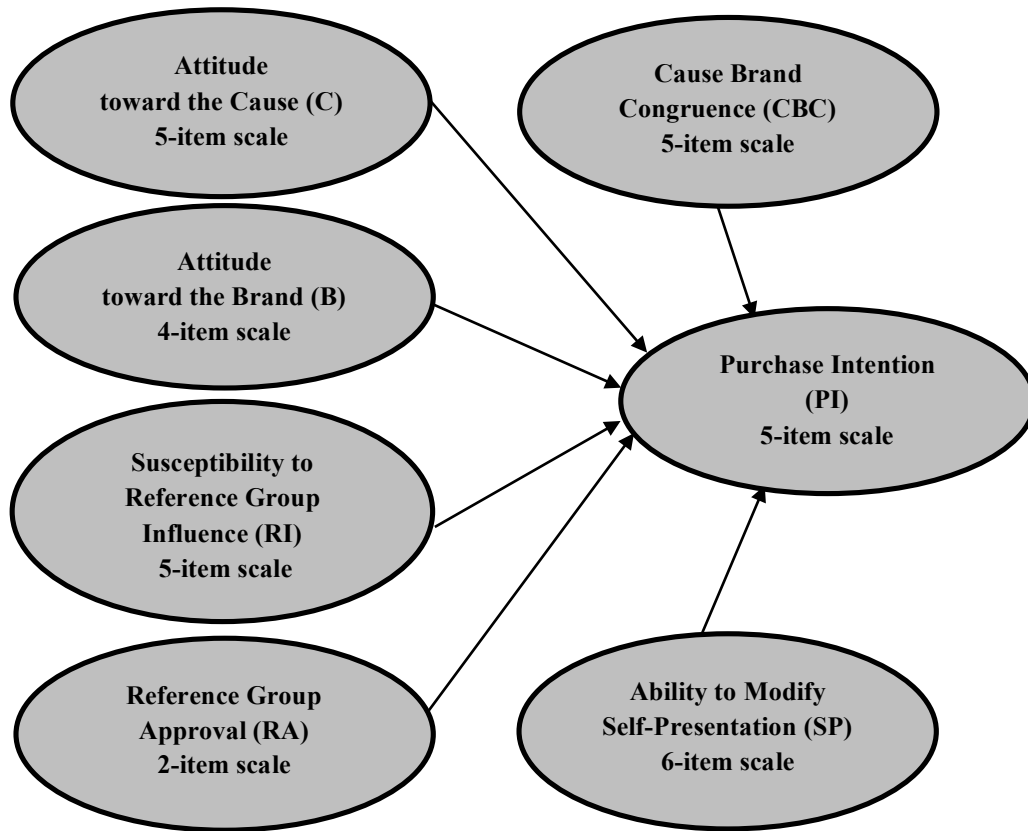 Attitude
toward the Cause (C)
5-item scale
Cause Brand
Congruence (CBC)
5-item scale
Attitude
toward the Brand (B)
4-item scale
Purchase Intention
(PI)
5-item scale
Susceptibility to
Reference Group
Influence (RI)
5-item scale
Reference Group
Approval (RA)
2-item scale
Ability to Modify
Self-Presentation (SP)
6-item scale